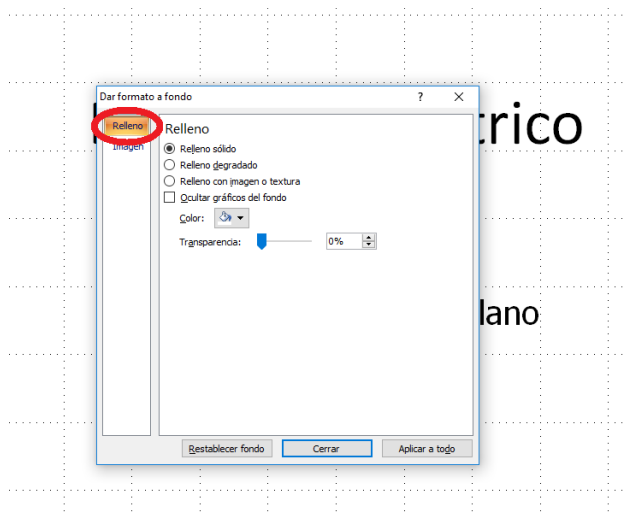 Dar formato a fondo
?
Relleno
Imagen
Relleno
Relleno sólido
Relleno degradado
Relleno con imagen o textura
Ocultar gráficos del fondo
Color:
Transparencia:
0%
Restablecer fondo
Cerrar
Aplicar a todo
trico
lano